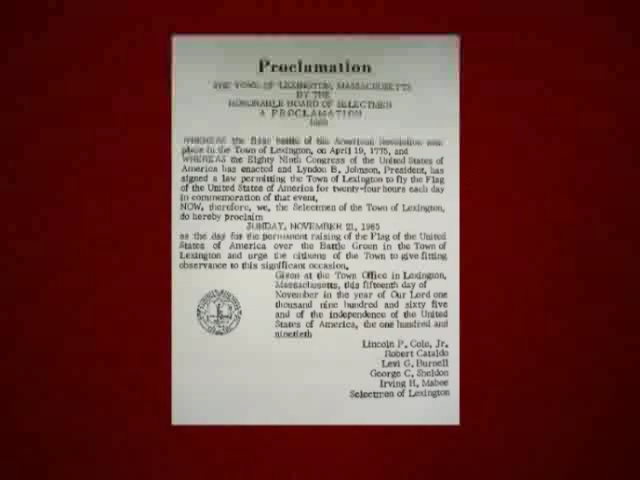 Proclamation
THE TOWN OF LEXINGTON, MASSACHUSETTS
BY THE
HONORABLE BOARD OF SELECTMEN
A PROCLAMATION
WHEREAS the first battle of the American Revolution was
place in the Town of Lexington, on April 19, 1775, and
WHEREAS the Eighty Ninth Congress of the United States of
America has enacted and Lyndon B. Johnson, President, has
signed a law permitting the Town of Lexington to fly the Flag
of the United States of America for twenty-four hours each day
in commemoration of that event,
NOW, therefore, we, the Selectmen of the Town of Lexington,
do hereby proclaim
SUNDAY, NOVEMBER 21, 1965
as the day for the permanent raising of the Flag of the United
States of America over the Battle Green in the Town of
Lexington and urge the citizens of the Town to give fitting
observance to this significant occasion.
Given at the Town Office in Lexington,
Massachusetts, this fifteenth day of
November in the year of Our Lord one
thousand nine hundred and sixty five
and of the independence of the United
States of America, the one hundred and
ninetieth
Lincoln P. Cole, Jr.
Robert Cataldo
Levi G. Burnell
George C. Sheldon
Irving H. Mabee
Selectmen of Lexington